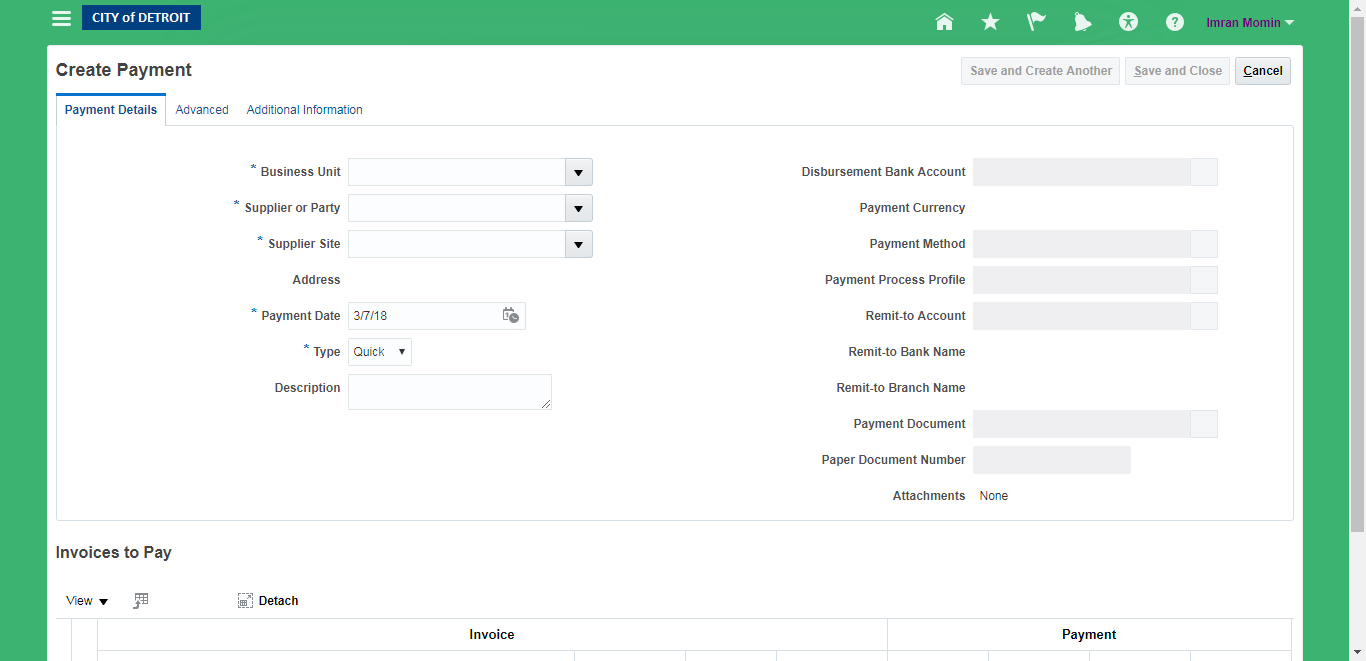 CITY of DETROIT
Imran Momin
Create Payment
Save and Create Another
Save and Close
Cancel
Payment Details
Advanced
Additional Information
* Business Unit
* Supplier or Party
* Supplier Site
Address
* Payment Date 3/7/18
* Type Quick
Description
Disbursement Bank Account
Payment Currency
Payment Method
Payment Process Profile
Remit-to Account
Remit-to Bank Name
Remit-to Branch Name
Payment Document
Paper Document Number
Attachments None
Invoices to Pay
View
Detach
Invoice
Payment